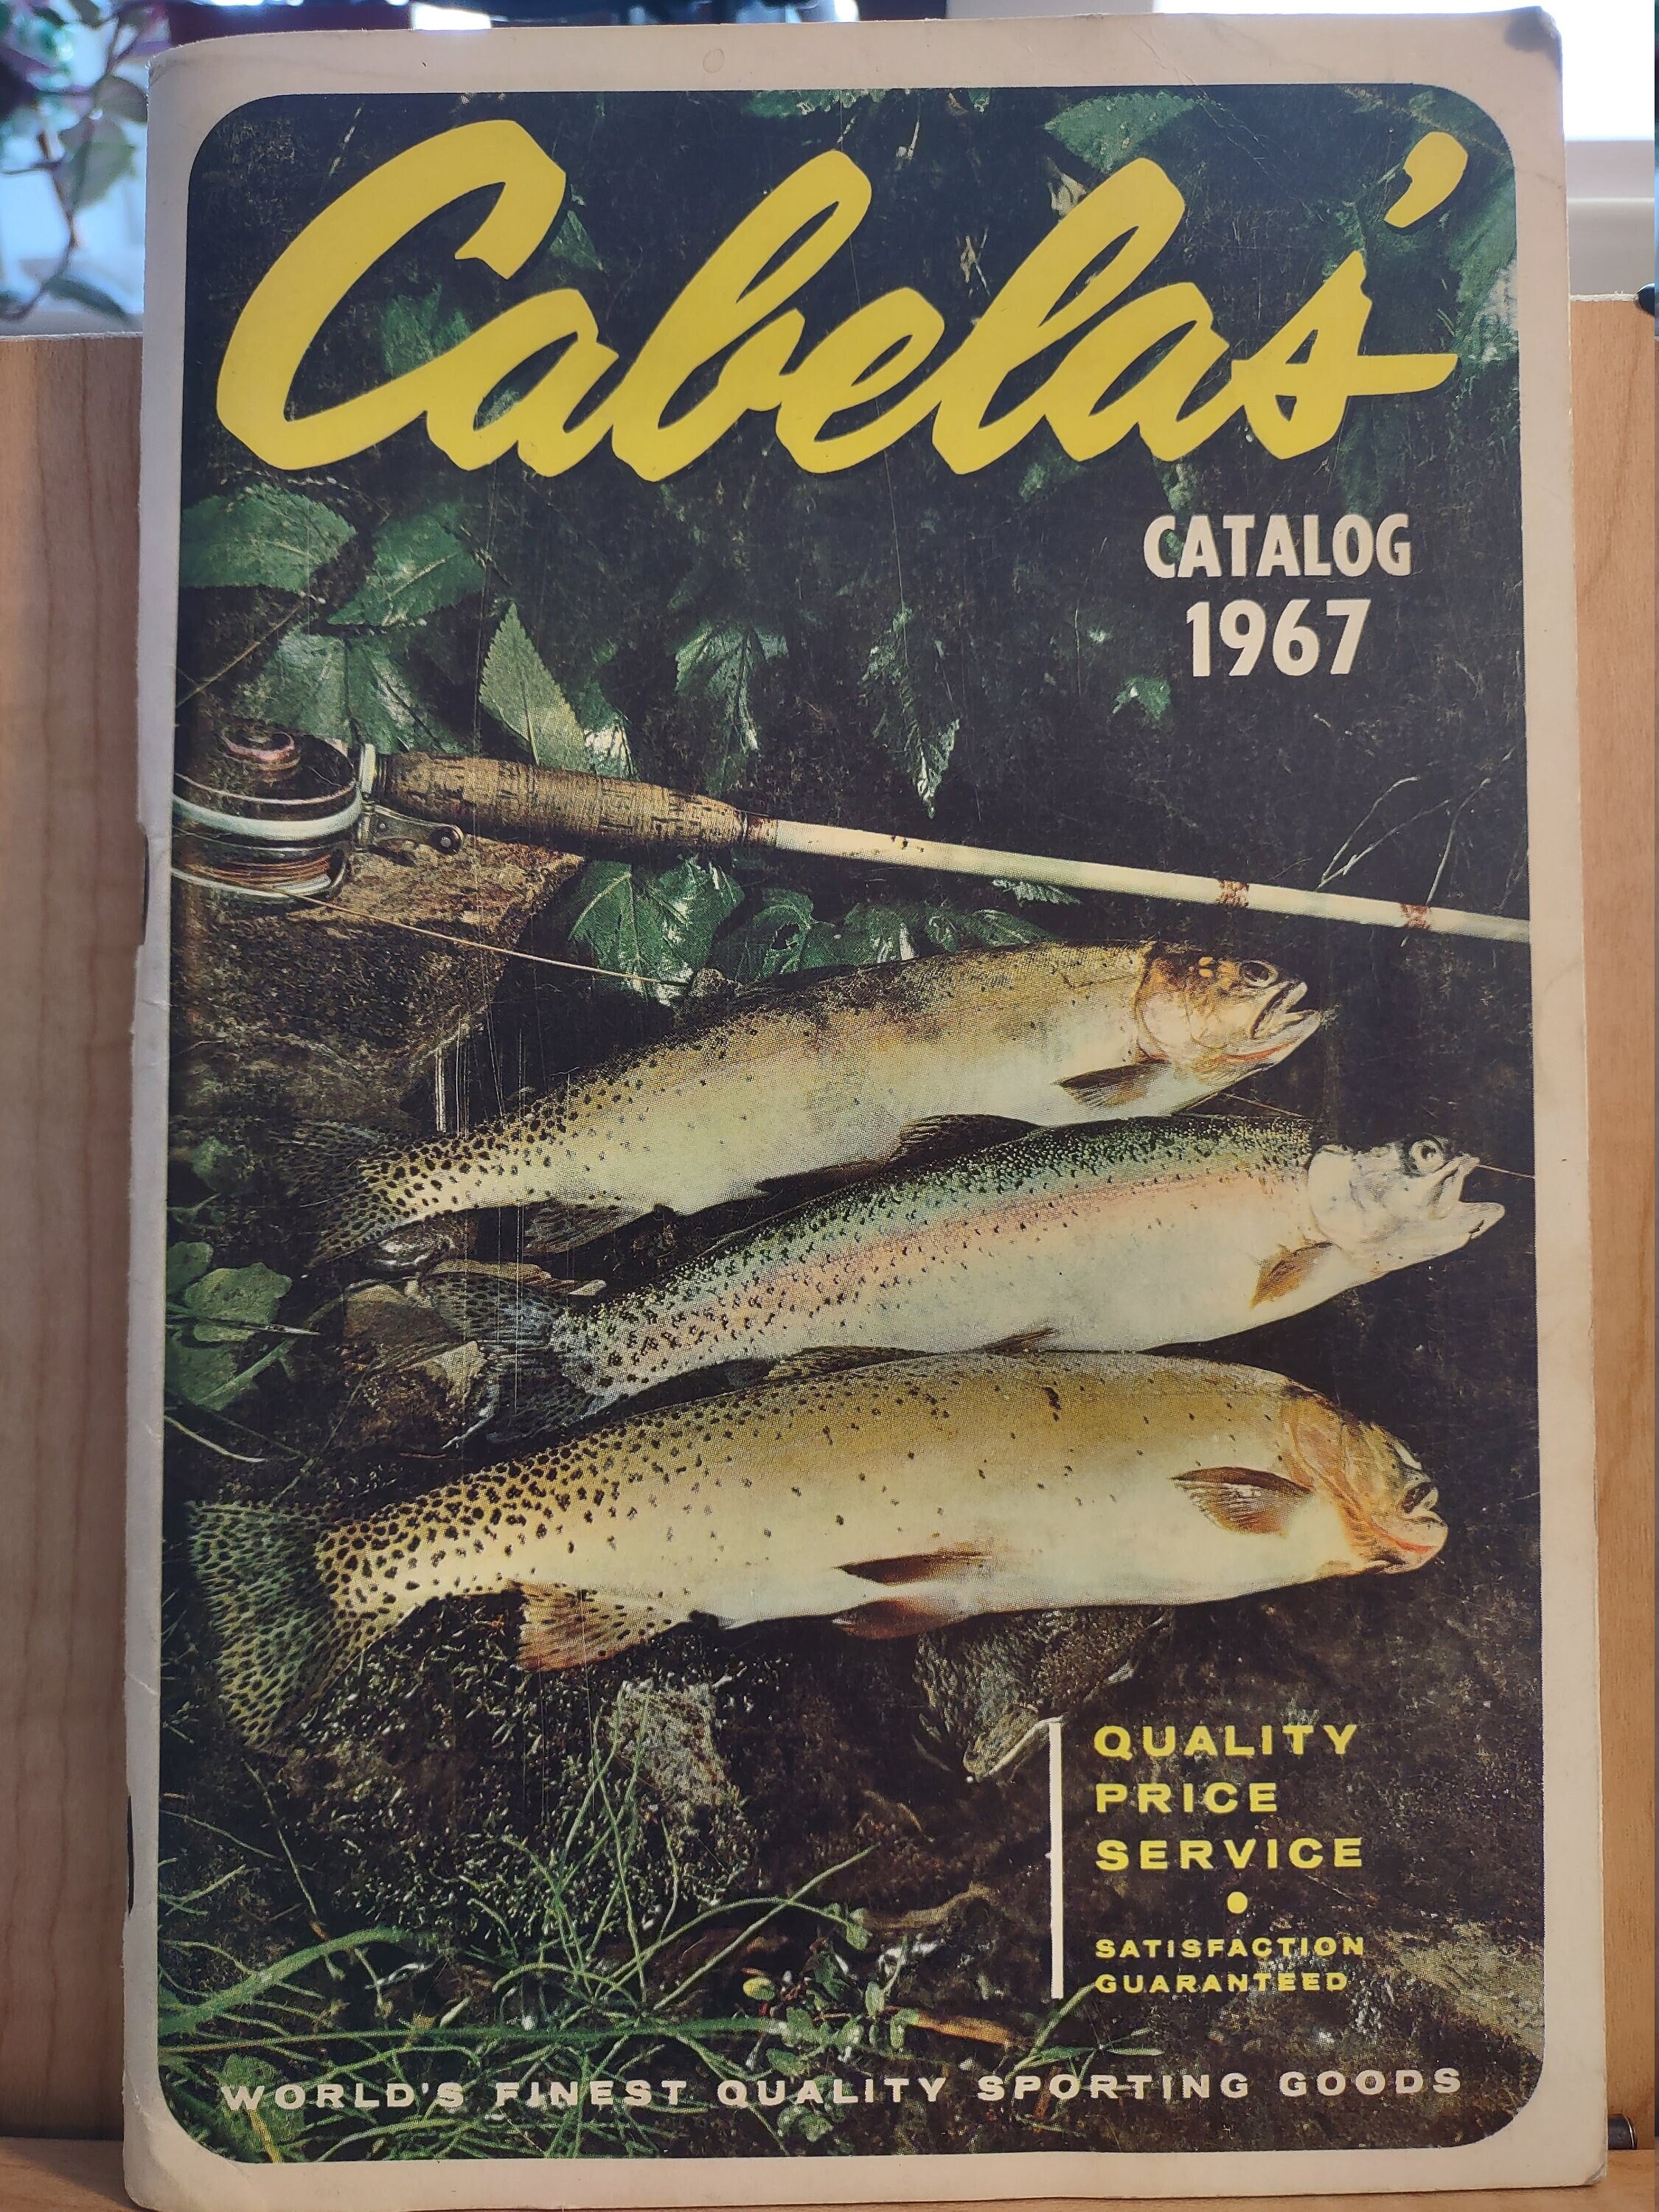 Cabelas'
CATALOG
1967
QUALITY
PRICE
SERVICE
•
SATISFACTION
GUARANTEED
WORLD'S FINEST QUALITY SPORTING GOODS